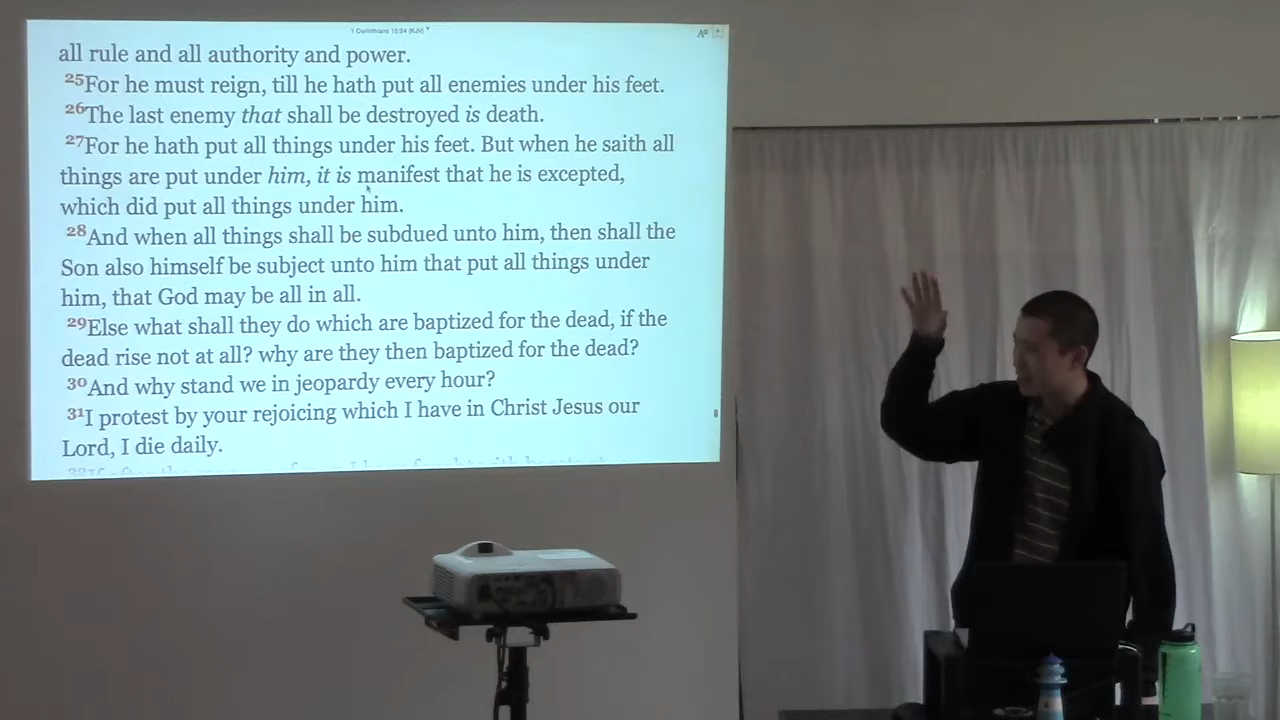 1 Corinthians 15:24 (KJV)
all rule and all authority and power.
25For he must reign, till he hath put all enemies under his feet.
26The last enemy that shall be destroyed is death.
27For he hath put all things under his feet. But when he saith all
things are put under him, it is manifest that he is excepted,
which did put all things under him.
28And when all things shall be subdued unto him, then shall the
Son also himself be subject unto him that put all things under
him, that God may be all in all.
29Else what shall they do which are baptized for the dead, if the
dead rise not at all? why are they then baptized for the dead?
30And why stand we in jeopardy every hour?
31I protest by your rejoicing which I have in Christ Jesus our
Lord, I die daily.